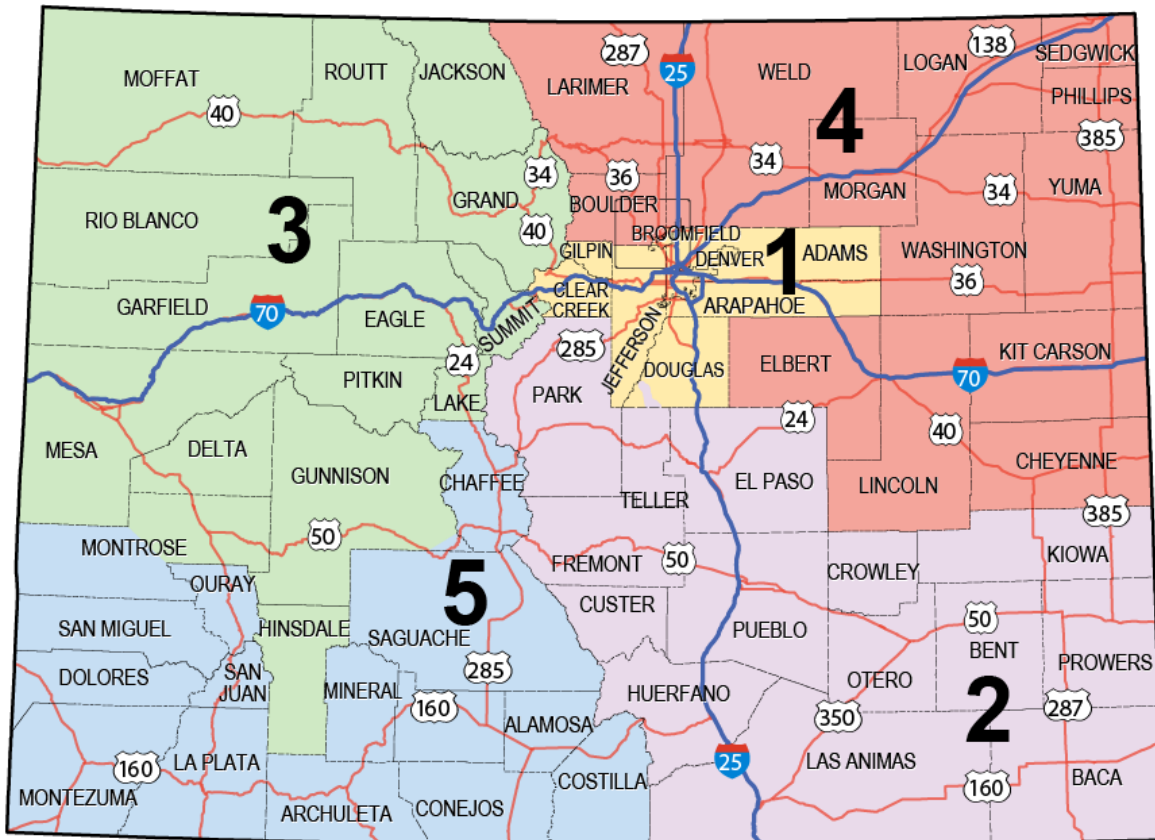 MOFFAT
ROUTT
JACKSON
LARIMER
287
25
WELD
LOGAN
138
SEDGWICK
PHILLIPS
40
4
385
34
36
34
MORGAN
34
YUMA
GRAND
BOULDER
RIO BLANCO
3
40
BROOMFIELD
GILPIN
DENVER
1
ADAMS
WASHINGTON
36
GARFIELD
70
EAGLE
SUMMIT
CLEAR
CREEK
ARAPAHOE
JEFFERSON
285
24
PITKIN
LAKE
PARK
DOUGLAS
ELBERT
KIT CARSON
70
24
40
MESA
DELTA
GUNNISON
CHAFFEE
TELLER
EL PASO
LINCOLN
CHEYENNE
385
MONTROSE
50
OURAY
5
FREMONT
50
CROWLEY
KIOWA
CUSTER
SAN MIGUEL
HINSDALE
SAGUACHE
PUEBLO
50
BENT
PROWERS
DOLORES
SAN
JUAN
MINERAL
285
HUERFANO
OTERO
2
160
ALAMOSA
350
287
160
LA PLATA
25
LAS ANIMAS
MONTEZUMA
ARCHULETA
CONEJOS
COSTILLA
160
BACA